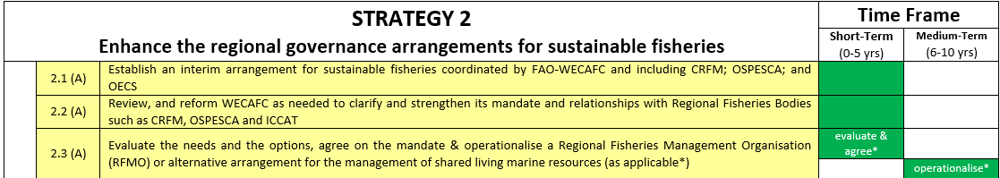 STRATEGY 2
Enhance the regional governance arrangements for sustainable fisheries
Time Frame
Short-Term
(0-5 yrs)
Medium-Term
(6-10 yrs)
2.1 (A)
Establish an interim arrangement for sustainable fisheries coordinated by FAO-WECAFC and including CRFM; OSPESCA; and
OECS
2.2 (A)
Review, and reform WECAFC as needed to clarify and strengthen its mandate and relationships with Regional Fisheries Bodies
such as CRFM, OSPESCA and ICCAT
2.3 (A)
Evaluate the needs and the options, agree on the mandate & operationalise a Regional Fisheries Management Organisation
(RFMO) or alternative arrangement for the management of shared living marine resources (as applicable*)
evaluate &
agree*
operationalise*